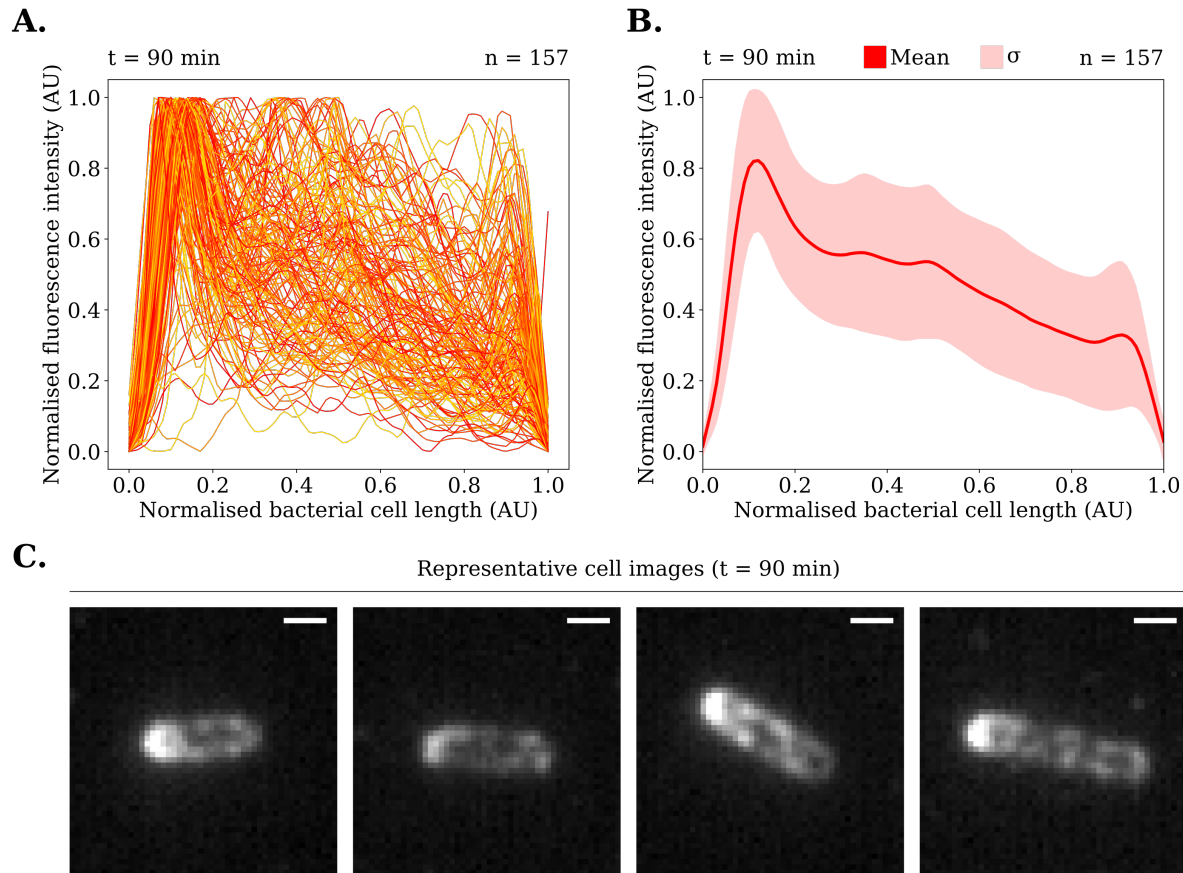 A.
t = 90 min n = 157
Normalised fluorescence intensity (AU)
1.0
0.8
0.6
0.4
0.2
0.0
0.0 0.2 0.4 0.6 0.8 1.0
Normalised bacterial cell length (AU)
B.
t = 90 min Mean σ n = 157
Normalised fluorescence intensity (AU)
1.0
0.8
0.6
0.4
0.2
0.0
0.0 0.2 0.4 0.6 0.8 1.0
Normalised bacterial cell length (AU)
C.
Representative cell images (t = 90 min)